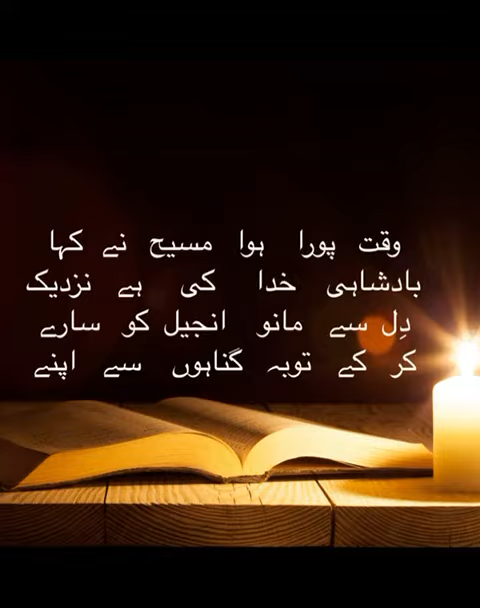 وقت پورا ہوا مسیح نے کہا
بادشاہی خدا کی ہے نزدیک
دِل سے مانو انجیل کو سارے
کر کے توبہ گناہوں سے اپنے